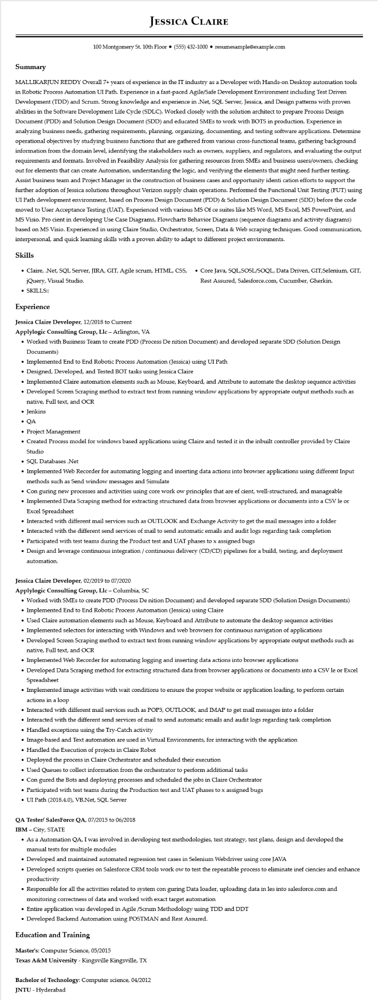 Jessica Claire
100 Montgomery St. 10th Floor ● (555) 432-1000 ● resumesample@example.com
Summary
MALLIKARJUN REDDY Overall 7+ years of experience in the IT industry as a Developer with Hands-on Desktop automation tools
in Robotic Process Automation UI Path. Experience in a fast-paced Agile/Safe Development Environment including Test Driven
Development (TDD) and Scrum. Strong knowledge and experience in .Net, SQL Server, Jessica, and Design patterns with proven
abilities in the Software Development Life Cycle (SDLC). Worked closely with the solution architect to prepare Process Design
Document (PDD) and Solution Design Document (SDD) and educated SMEs to work with BOTS in production. Experience in
analyzing business needs, gathering requirements, planning, organizing, documenting, and testing software applications. Determine
operational objectives by studying business functions that are gathered from various cross-functional teams, gathering background
information from the domain level, identifying the stakeholders such as owners, suppliers, and regulators, and evaluating the output
requirements and formats. Involved in Feasibility Analysis for gathering resources from SMEs and business users/owners, checking
out for elements that can create Automation, understanding the logic, and verifying the elements that might need further testing.
Assist business team and Project Manager in the construction of business cases and opportunity identi cation efforts to support the
further adoption of Jessica solutions throughout Verizon supply chain operations. Performed the Functional Unit Testing (FUT) using
UI Path development environment, based on Process Design Document (PDD) & Solution Design Document (SDD) before the code
moved to User Acceptance Testing (UAT). Experienced with various MS Of ce suites like MS Word, MS Excel, MS PowerPoint, and
MS Visio. Pro cient in developing Use Case Diagrams, Flowcharts Behavior Diagrams (sequence diagrams and activity diagrams)
based on MS Visio. Experienced in using Claire Studio, Orchestrator, Screen, Data & Web scraping techniques. Good communication,
interpersonal, and quick learning skills with a proven ability to adapt to different project environments.
Skills
• Claire, .Net, SQL Server, JIRA, GIT, Agile scrum, HTML, CSS,
jQuery, Visual Studio.
• SKILLS::
• Core Java, SQL,SOSL/SOQL, Data Driven, GIT,Selenium, GIT,
Rest Assured, Salesforce.com, Cucumber, Gherkin.
Experience
Jessica Claire Developer, 12/2018 to Current
Applylogic Consulting Group, Llc – Arlington, VA
• Worked with Business Team to create PDD (Process De nition Document) and developed separate SDD (Solution Design
Documents)
• Implemented End to End Robotic Process Automation (Jessica) using UI Path
• Designed, Developed, and Tested BOT tasks using Jessica Claire
• Implemented Claire automation elements such as Mouse, Keyboard, and Attribute to automate the desktop sequence activities
• Developed Screen Scraping method to extract text from running window applications by appropriate output methods such as
native, Full text, and OCR
• Jenkins
• QA
• Project Management
• Created Process model for windows based applications using Claire and tested it in the inbuilt controller provided by Claire
Studio
• SQL Databases .Net
• Implemented Web Recorder for automating logging and inserting data actions into browser applications using different Input
methods such as Send window messages and Simulate
• Con guring new processes and activities using core work ow principles that are ef cient, well-structured, and manageable
• Implemented Data Scraping method for extracting structured data from browser applications or documents into a CSV le or
Excel Spreadsheet
• Interacted with different mail services such as OUTLOOK and Exchange Activity to get the mail messages into a folder
• Interacted with the different send services of mail to send automatic emails and audit logs regarding task completion
• Participated with test teams during the Product test and UAT phases to x assigned bugs
• Design and leverage continuous integration / continuous delivery (CD/CD) pipelines for a build, testing, and deployment
automation.
Jessica Claire Developer, 02/2019 to 07/2020
Applylogic Consulting Group, Llc – Columbia, SC
• Worked with SMEs to create PDD (Process De nition Document) and developed separate SDD (Solution Design Documents)
• Implemented End to End Robotic Process Automation (Jessica) using Claire
• Used Claire automation elements such as Mouse, Keyboard and Attribute to automate the desktop sequence activities
• Implemented selectors for interacting with Windows and web browsers for continuous navigation of applications
• Developed Screen Scraping method to extract text from running window applications by appropriate output methods such as
native, Full text, and OCR
• Implemented Web Recorder for automating logging and inserting data actions into browser applications
• Developed Data Scraping method for extracting structured data from browser applications or documents into a CSV le or Excel
Spreadsheet
• Implemented image activities with wait conditions to ensure the proper website or application loading, to perform certain
actions in a loop
• Interacted with different mail services such as POP3, OUTLOOK, and IMAP to get mail messages into a folder
• Interacted with the different send services of mail to send automatic emails and audit logs regarding task completion
• Handled exceptions using the Try-Catch activity
• Image-based and Text automation are used in Virtual Environments, for interacting with the application
• Handled the Execution of projects in Claire Robot
• Deployed the process in Claire Orchestrator and scheduled their execution
• Used Queues to collect information from the orchestrator to perform additional tasks
• Con gured the Bots and deploying processes and scheduled the jobs in Claire Orchestrator
• Participated with test teams during the Production test and UAT phases to x assigned bugs
• UI Path (2018.4.0), VB.Net, SQL Server
QA Tester/ SalesForce QA, 07/2015 to 06/2018
IBM – City, STATE
• As a Automation QA, I was involved in developing test methodologies, test strategy, test plans, design and developed the
manual tests for multiple modules
• Developed and maintained automated regression test cases in Selenium Webdriver using core JAVA
• Developed scripts queries on Salesforce CRM tools work ow to test the repeatable process to eliminate inef ciencies and enhance
productivity
• Responsible for all the activities related to system con guring Data loader, uploading data in les into salesforce.com and
monitoring correctness of data and worked with exact target automation
• Entire application was developed in Agile /Scrum Methodology using TDD and DDT
• Developed Backend Automation using POSTMAN and Rest Assured.
Education and Training
Master's: Computer Science, 05/2015
Texas A&M University - Kingsville Kingsville, TX
Bachelor of Technology: Computer science, 04/2012
JNTU - Hyderabad